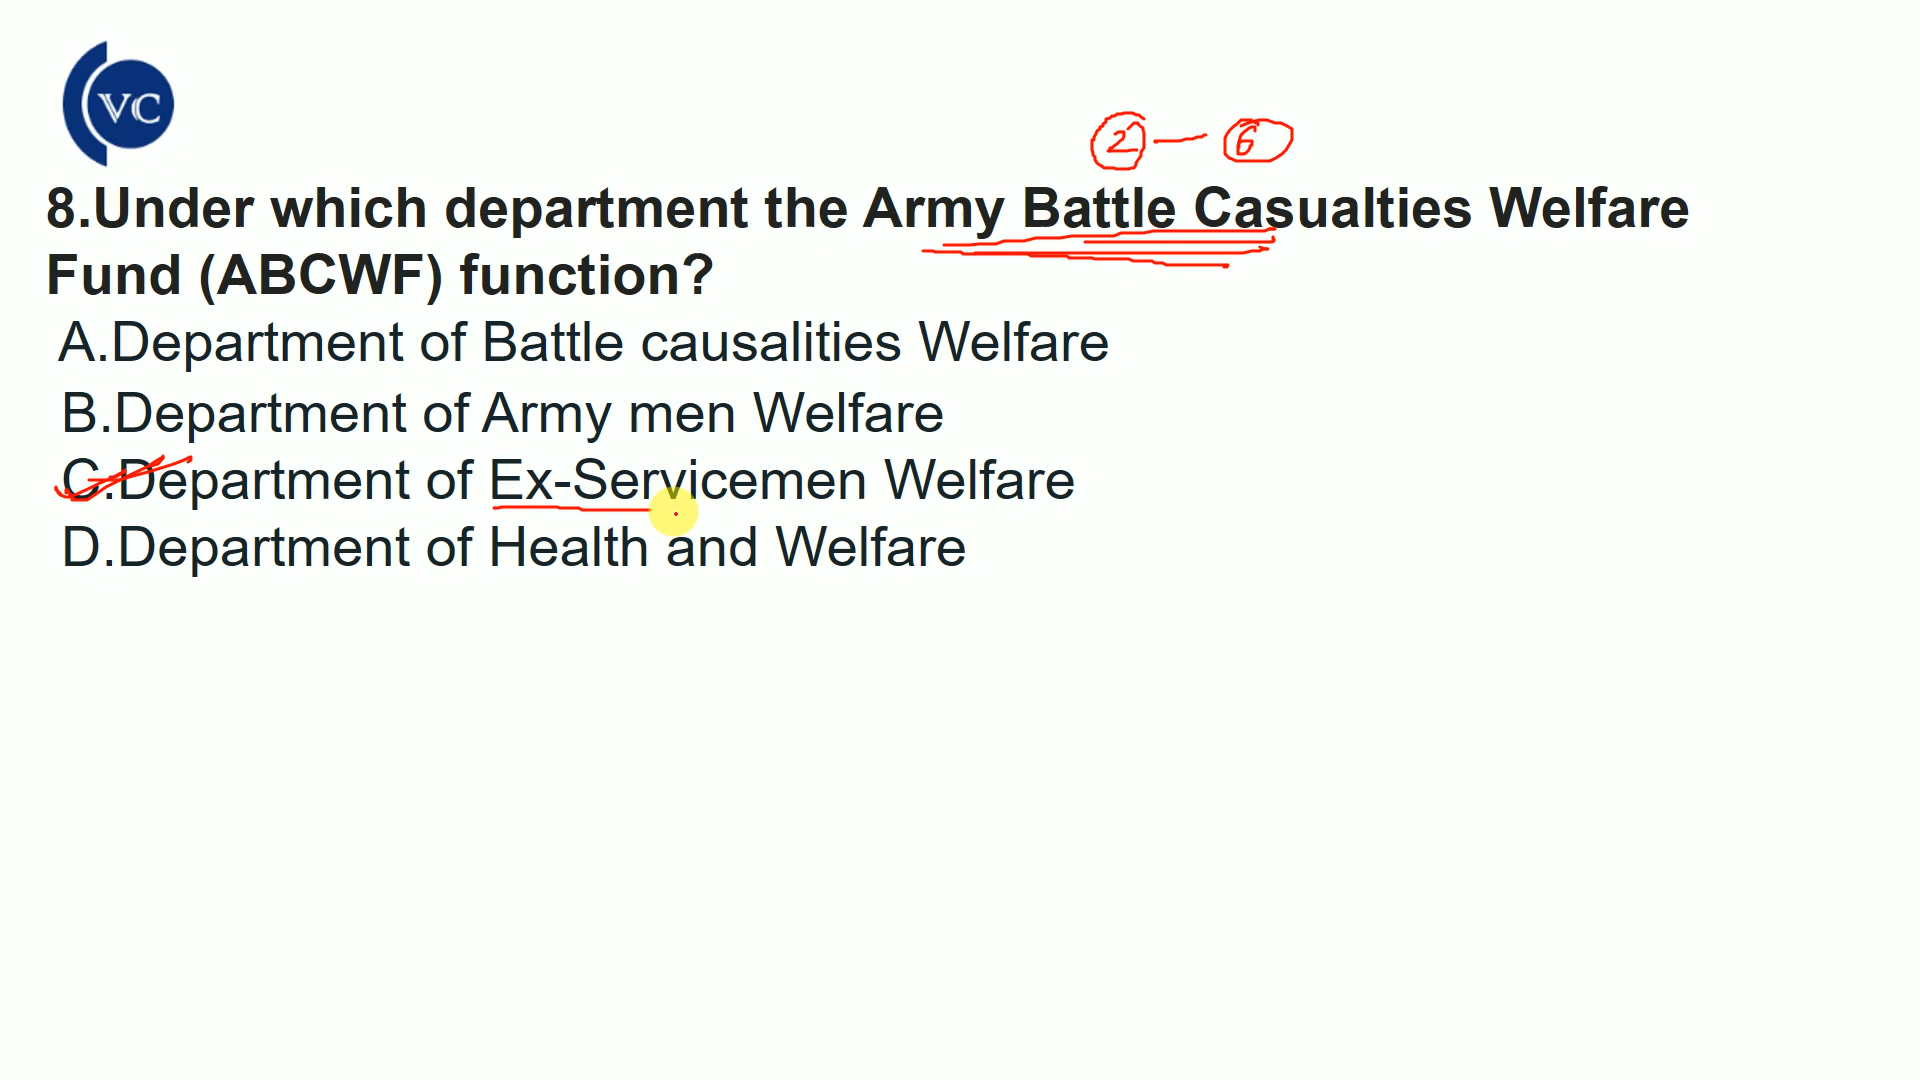 VC
2 — 6
8.Under which department the Army Battle Casualties Welfare
Fund (ABCWF) function?
A.Department of Battle causalities Welfare
B.Department of Army men Welfare
C.Department of Ex-Servicemen Welfare
D.Department of Health and Welfare